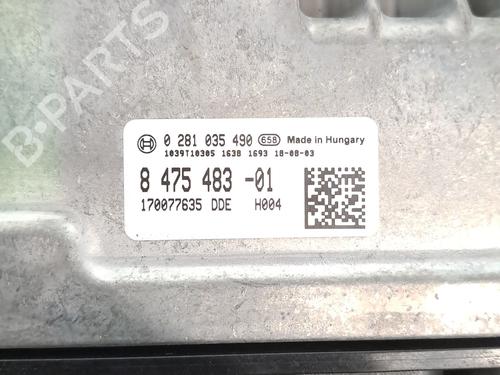 0 281 035 490 658 Made in Hungary
1039T10305 1638 1693 18-08-03
8 475 483 -01
170077635 DDE H004
B-PARTS